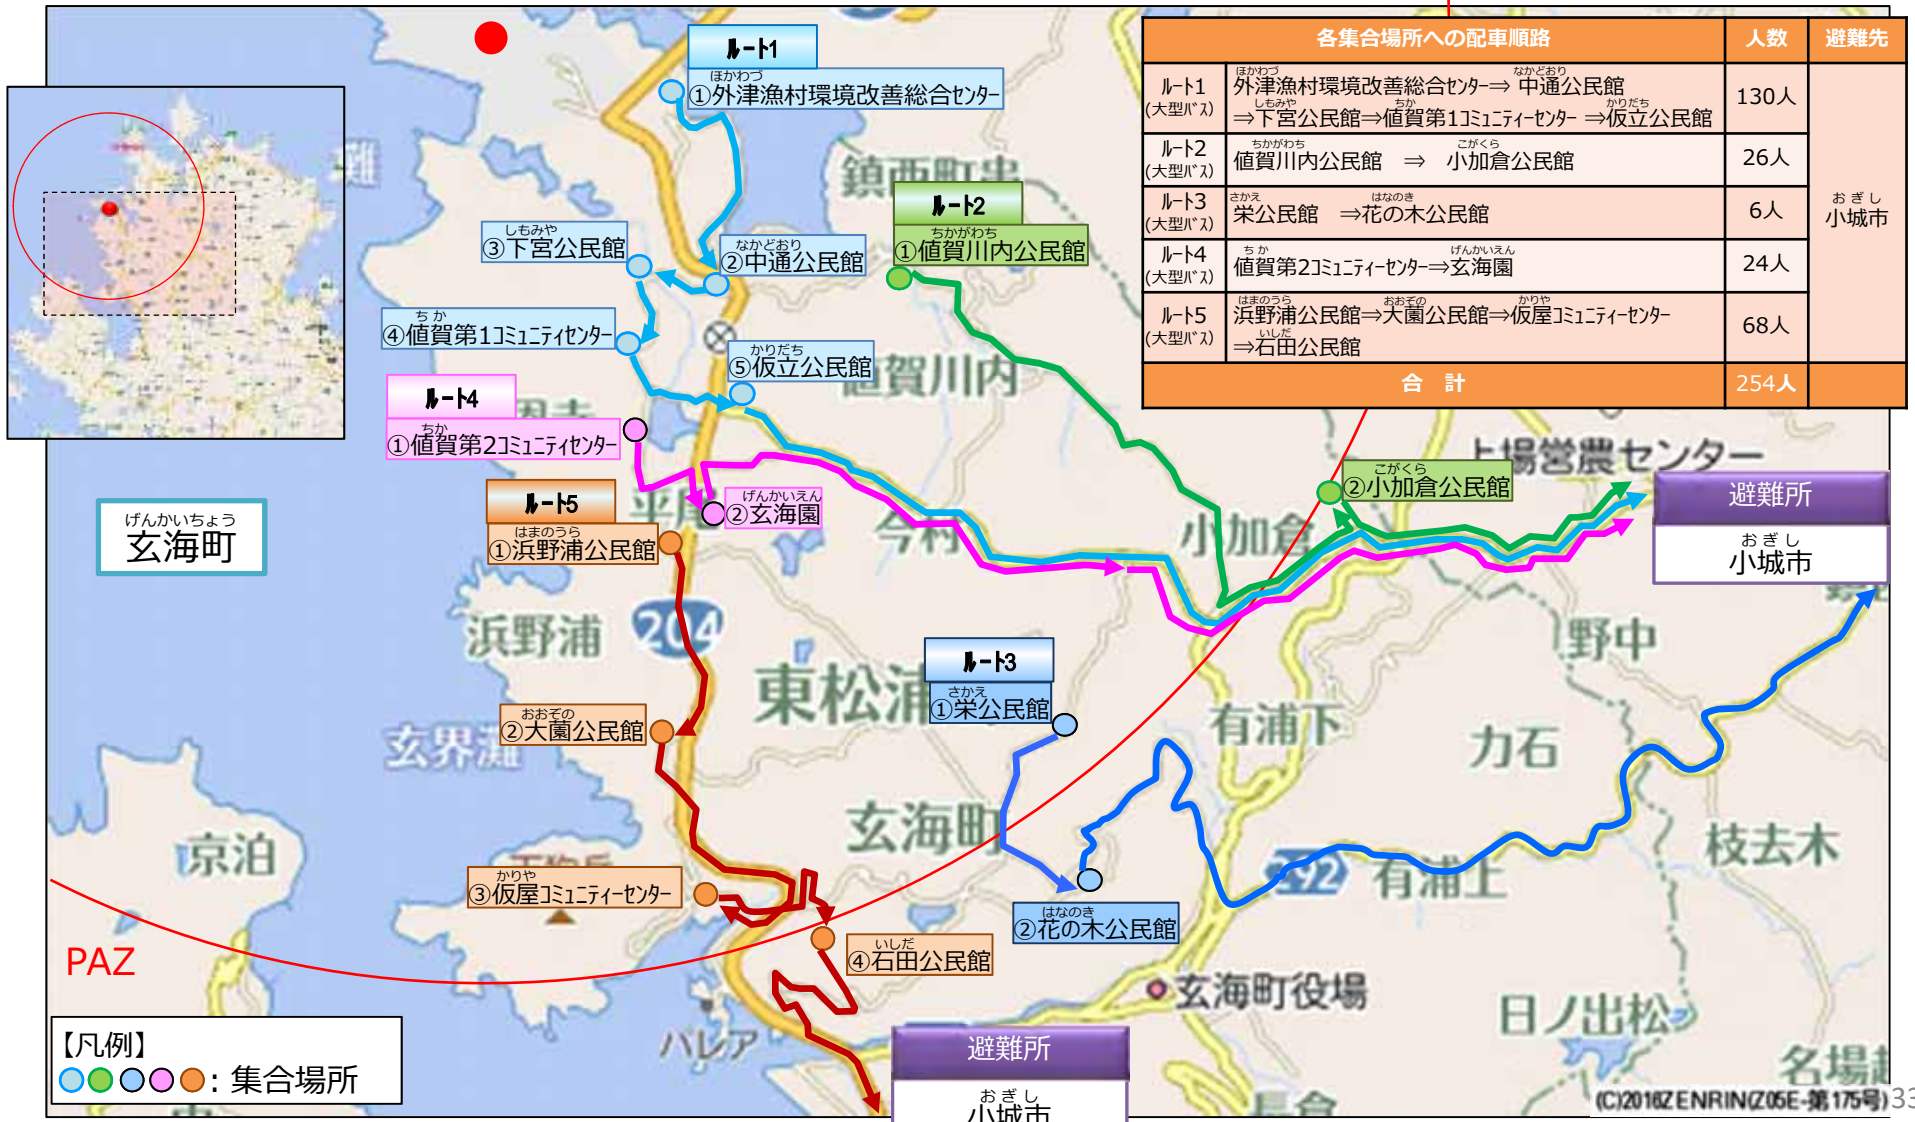 各集合場所への配車順路
人数
避難先
ルート1
(大型バス)
ほかわづ なかどおり
外津漁村環境改善総合センター⇒ 中通公民館
しもみや ちか かりだち
⇒下宮公民館⇒値賀第1コミュニティーセンター ⇒仮立公民館
130人
ルート2
(大型バス)
ちかがわち こがくら
値賀川内公民館 ⇒ 小加倉公民館
26人
ルート3
(大型バス)
さかえ はなのき
栄公民館 ⇒花の木公民館
6人
ルート4
(大型バス)
ちか げんかいえん
値賀第2コミュニティーセンター⇒玄海園
24人
ルート5
(大型バス)
はまのうら おおぞの かりや
浜野浦公民館⇒大薗公民館⇒仮屋コミュニティーセンター
いしだ
⇒石田公民館
68人
おぎし
小城市
合 計
254人
ルート1
ほかわづ
①外津漁村環境改善総合センター
なかどおり
②中通公民館
しもみや
③下宮公民館
ちか
④値賀第1コミュニティセンター
かりだち
⑤仮立公民館
ルート2
ちかがわち
①値賀川内公民館
こがくら
②小加倉公民館
ルート4
ちか
①値賀第2コミュニティセンター
げんかいえん
②玄海園
ルート5
はまのうら
①浜野浦公民館
おおぞの
②大薗公民館
かりや
③仮屋コミュニティーセンター
いしだ
④石田公民館
ルート3
さかえ
①栄公民館
はなのき
②花の木公民館
げんかいちょう
玄海町
避難所
おぎし
小城市
避難所
おぎし
小城市
灘
鎮西町串
値賀川内
上場営農センター
平尾
今村
小加倉
浜野浦
204
東松浦
野中
有浦下
力石
玄界灘
玄海町
京泊
292
有浦上
枝去木
玄海町役場
日ノ出松
パレア
長倉
名場越
PAZ
【凡例】
:集合場所
(C)2016ZENRIN(Z05E-第175号)
33